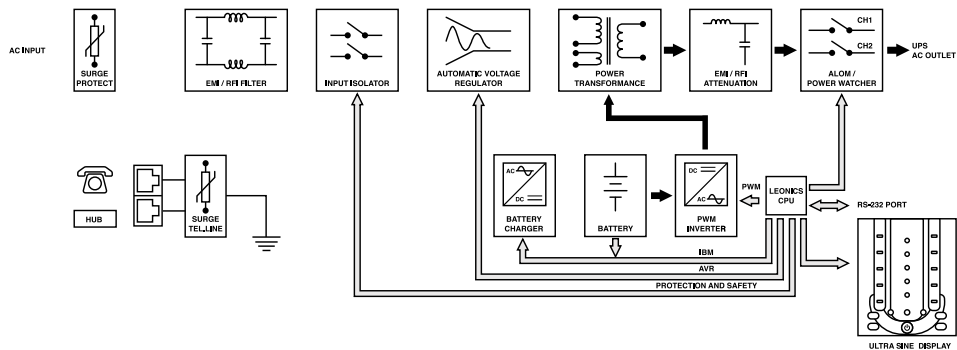 AC INPUT
SURGE
PROTECT
EMI / RFI FILTER
INPUT ISOLATOR
AUTOMATIC VOLTAGE
REGULATOR
POWER
TRANSFORMANCE
EMI / RFI
ATTENUATION
CH1
CH2
ALOM /
POWER WATCHER
UPS
AC OUTLET
HUB
SURGE
TEL.LINE
AC
DC
BATTERY
CHARGER
BATTERY
DC
AC
PWM
INVERTER
PWM
LEONICS
CPU
RS-232 PORT
IBM
AVR
PROTECTION AND SAFETY
ULTRA SINE DISPLAY